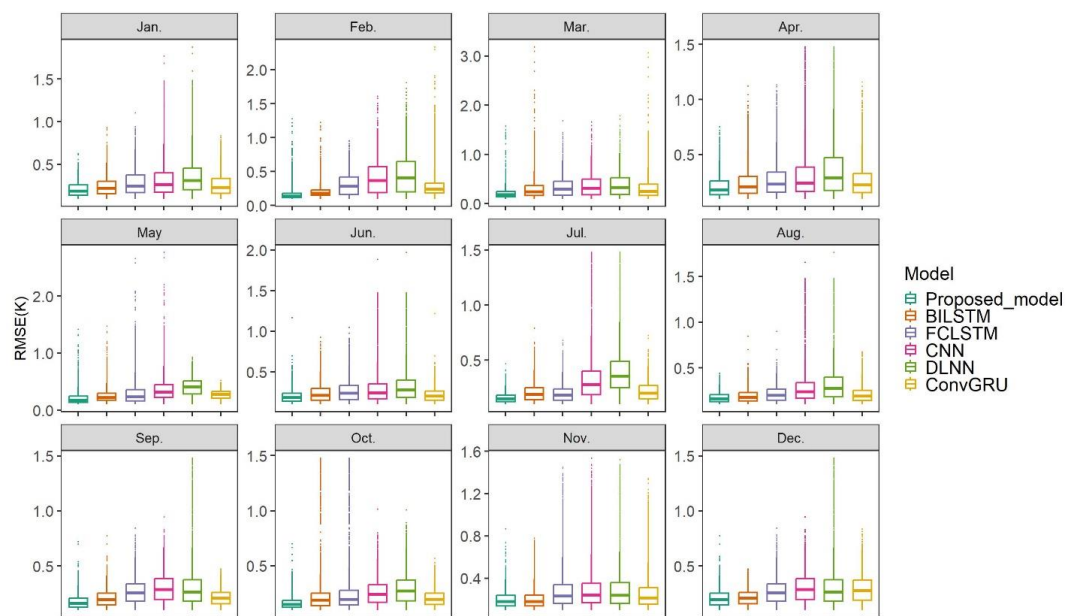 Jan.
Feb.
Mar.
Apr.
1.5
1.0
0.5
2.0
1.5
1.0
0.5
0.0
3.0
2.0
1.0
0.0
1.5
1.0
0.5
May
Jun.
Jul.
Aug.
2.0
1.0
0.0
2.0
1.5
1.0
0.5
1.5
1.0
0.5
2.0
1.5
1.0
0.5
Sep.
Oct.
Nov.
Dec.
1.5
1.0
0.5
1.5
1.0
0.5
1.6
1.2
0.8
0.4
1.5
1.0
0.5
RMSE(K)
Model
Proposed_model
BILSTM
FCLSTM
CNN
DLNN
ConvGRU